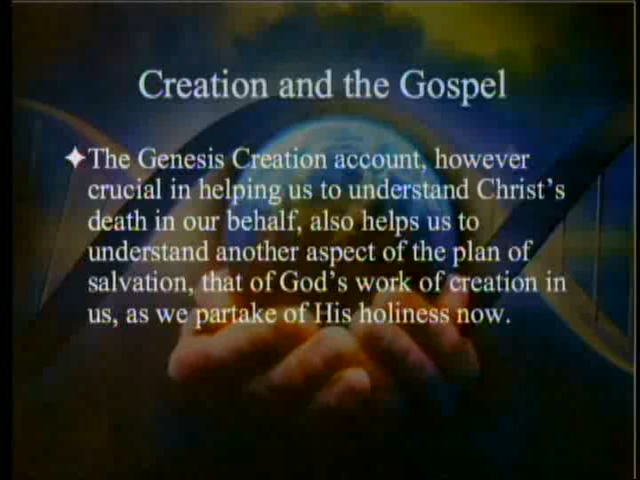 Creation and the Gospel
The Genesis Creation account, however
crucial in helping us to understand Christ's
death in our behalf, also helps us to
understand another aspect of the plan of
salvation, that of God's work of creation in
us, as we partake of His holiness now.